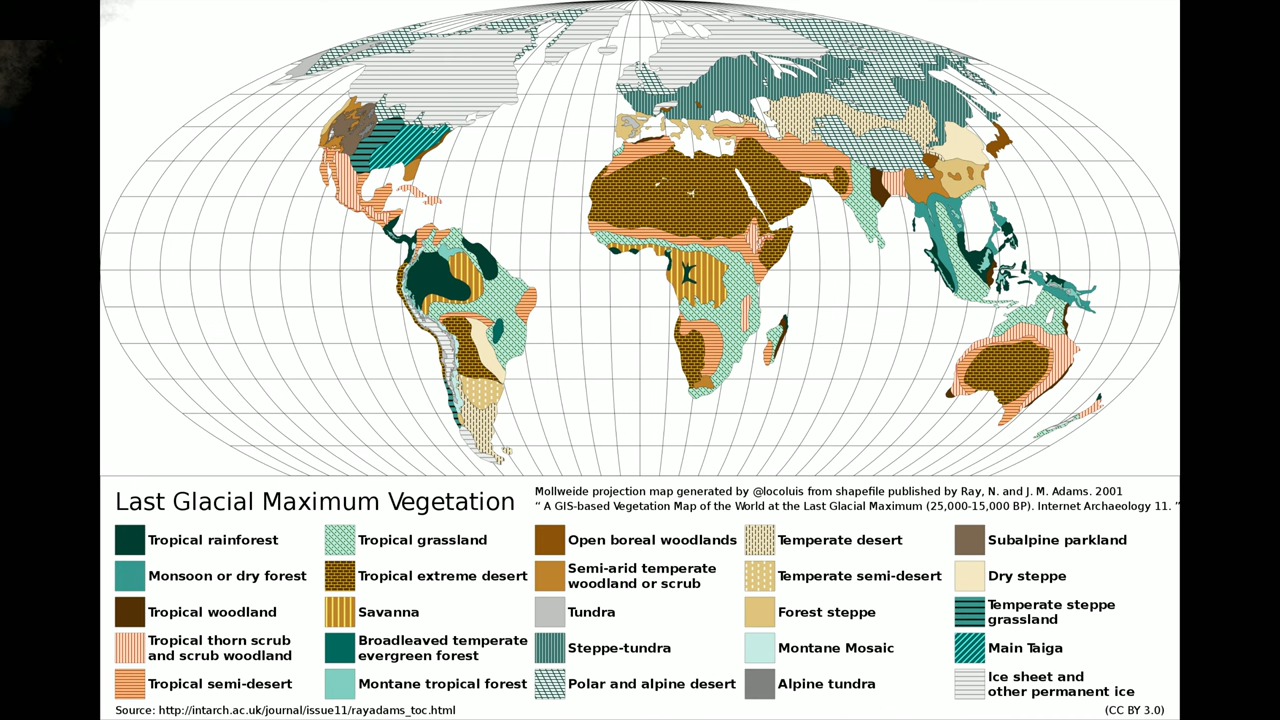 Last Glacial Maximum Vegetation
Mollweide projection map generated by @locoluis from shapefile published by Ray, N. and J. M. Adams. 2001
“ A GIS-based Vegetation Map of the World at the Last Glacial Maximum (25,000-15,000 BP). Internet Archaeology 11. ”
Tropical rainforest
Monsoon or dry forest
Tropical woodland
Tropical thorn scrub
and scrub woodland
Tropical semi-desert
Tropical grassland
Tropical extreme desert
Savanna
Broadleaved temperate
evergreen forest
Montane tropical forest
Open boreal woodlands
Semi-arid temperate
woodland or scrub
Tundra
Steppe-tundra
Polar and alpine desert
Temperate desert
Temperate semi-desert
Forest steppe
Montane Mosaic
Alpine tundra
Subalpine parkland
Dry steppe
Temperate steppe
grassland
Main Taiga
Ice sheet and
other permanent ice
Source: http://intarch.ac.uk/journal/issue11/rayadams_toc.html
(CC BY 3.0)